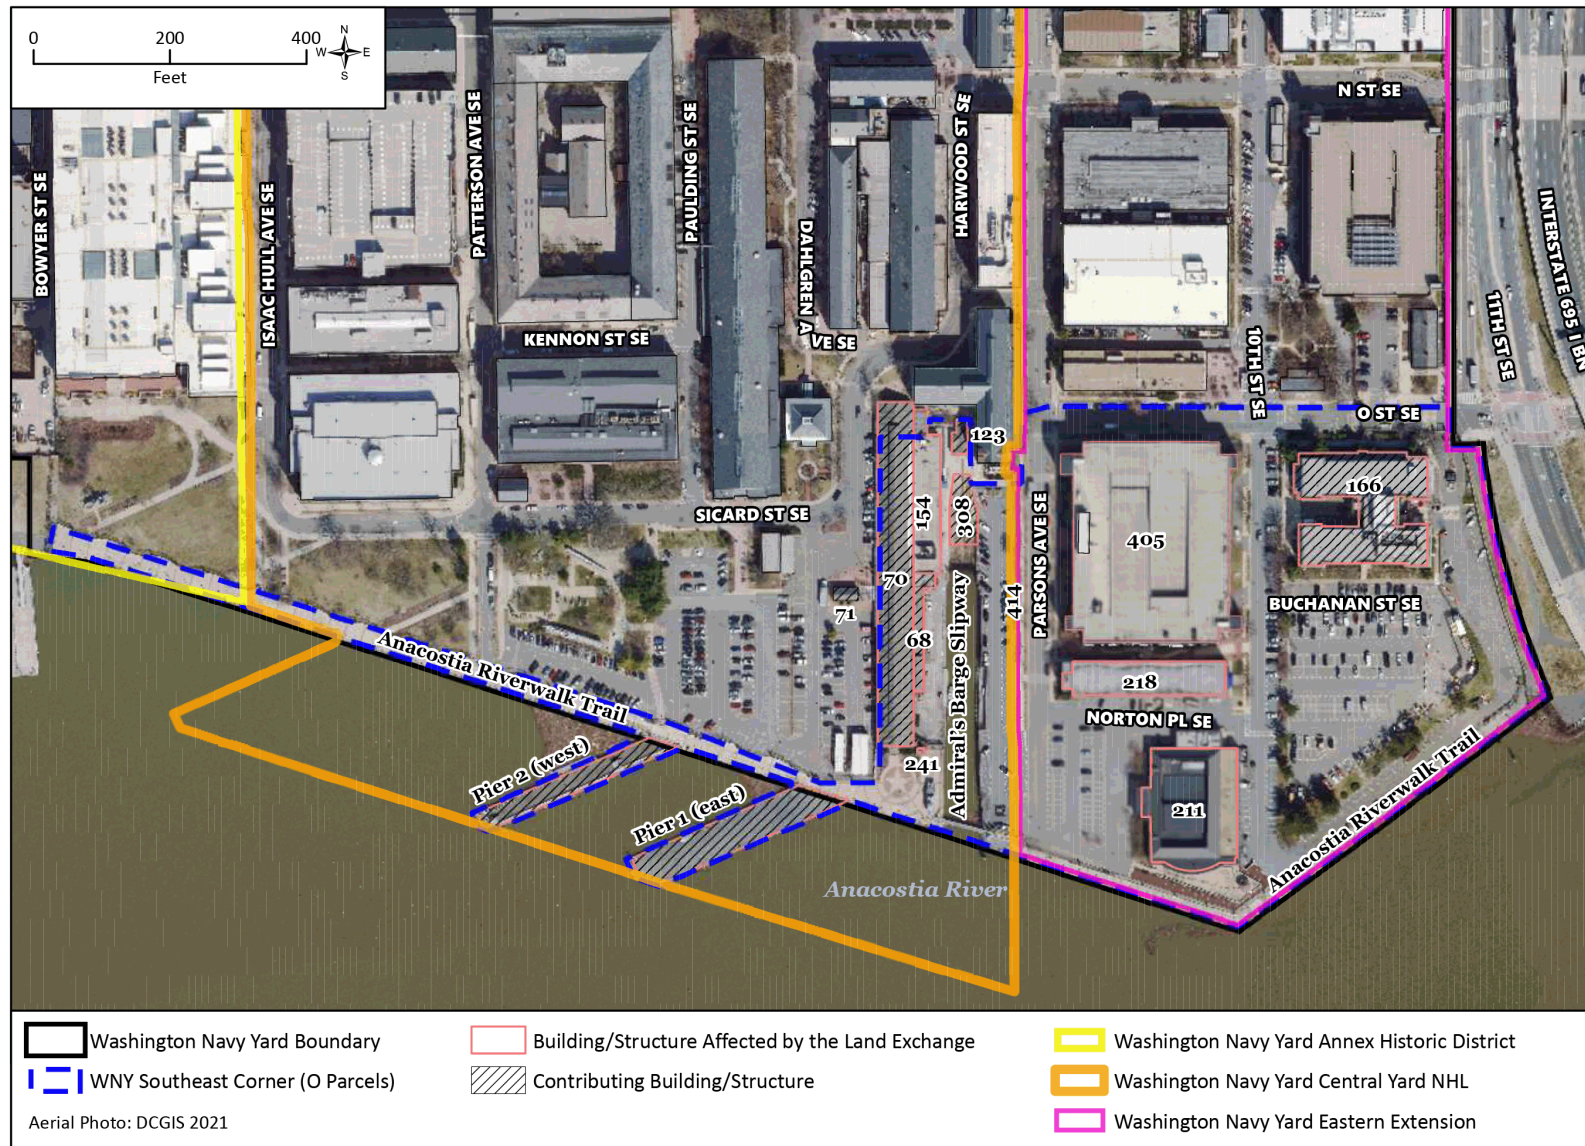 0 200 400
Feet
N
W E
S
N ST SE
BOWYER ST SE
ISAAC HULL AVE SE
PATTERSON AVE SE
PAULDING ST SE
DAHLGREN AVE SE
HARWOOD ST SE
INTERSTATE 695 I BN
11TH ST SE
10TH ST SE
KENNON ST SE
O ST SE
123
166
154
308
SICARD ST SE
405
PARSONS AVE SE
414
70
71
68
BUCHANAN ST SE
Admiral's Barge Slipway
Anacostia Riverwalk Trail
218
NORTON PL SE
241
Pier 2 (west)
Pier 1 (east)
211
Anacostia Riverwalk Trail
Anacostia River
Washington Navy Yard Boundary
WNY Southeast Corner (O Parcels)
Aerial Photo: DCGIS 2021
Building/Structure Affected by the Land Exchange
Contributing Building/Structure
Washington Navy Yard Annex Historic District
Washington Navy Yard Central Yard NHL
Washington Navy Yard Eastern Extension